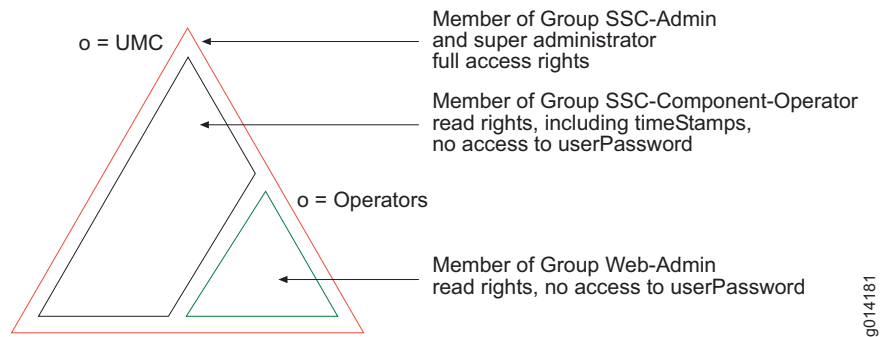 o = UMC
Member of Group SSC-Admin
and super administrator
full access rights
Member of Group SSC-Component-Operator
read rights, including timeStamps,
no access to userPassword
o = Operators
Member of Group Web-Admin
read rights, no access to userPassword
g014181